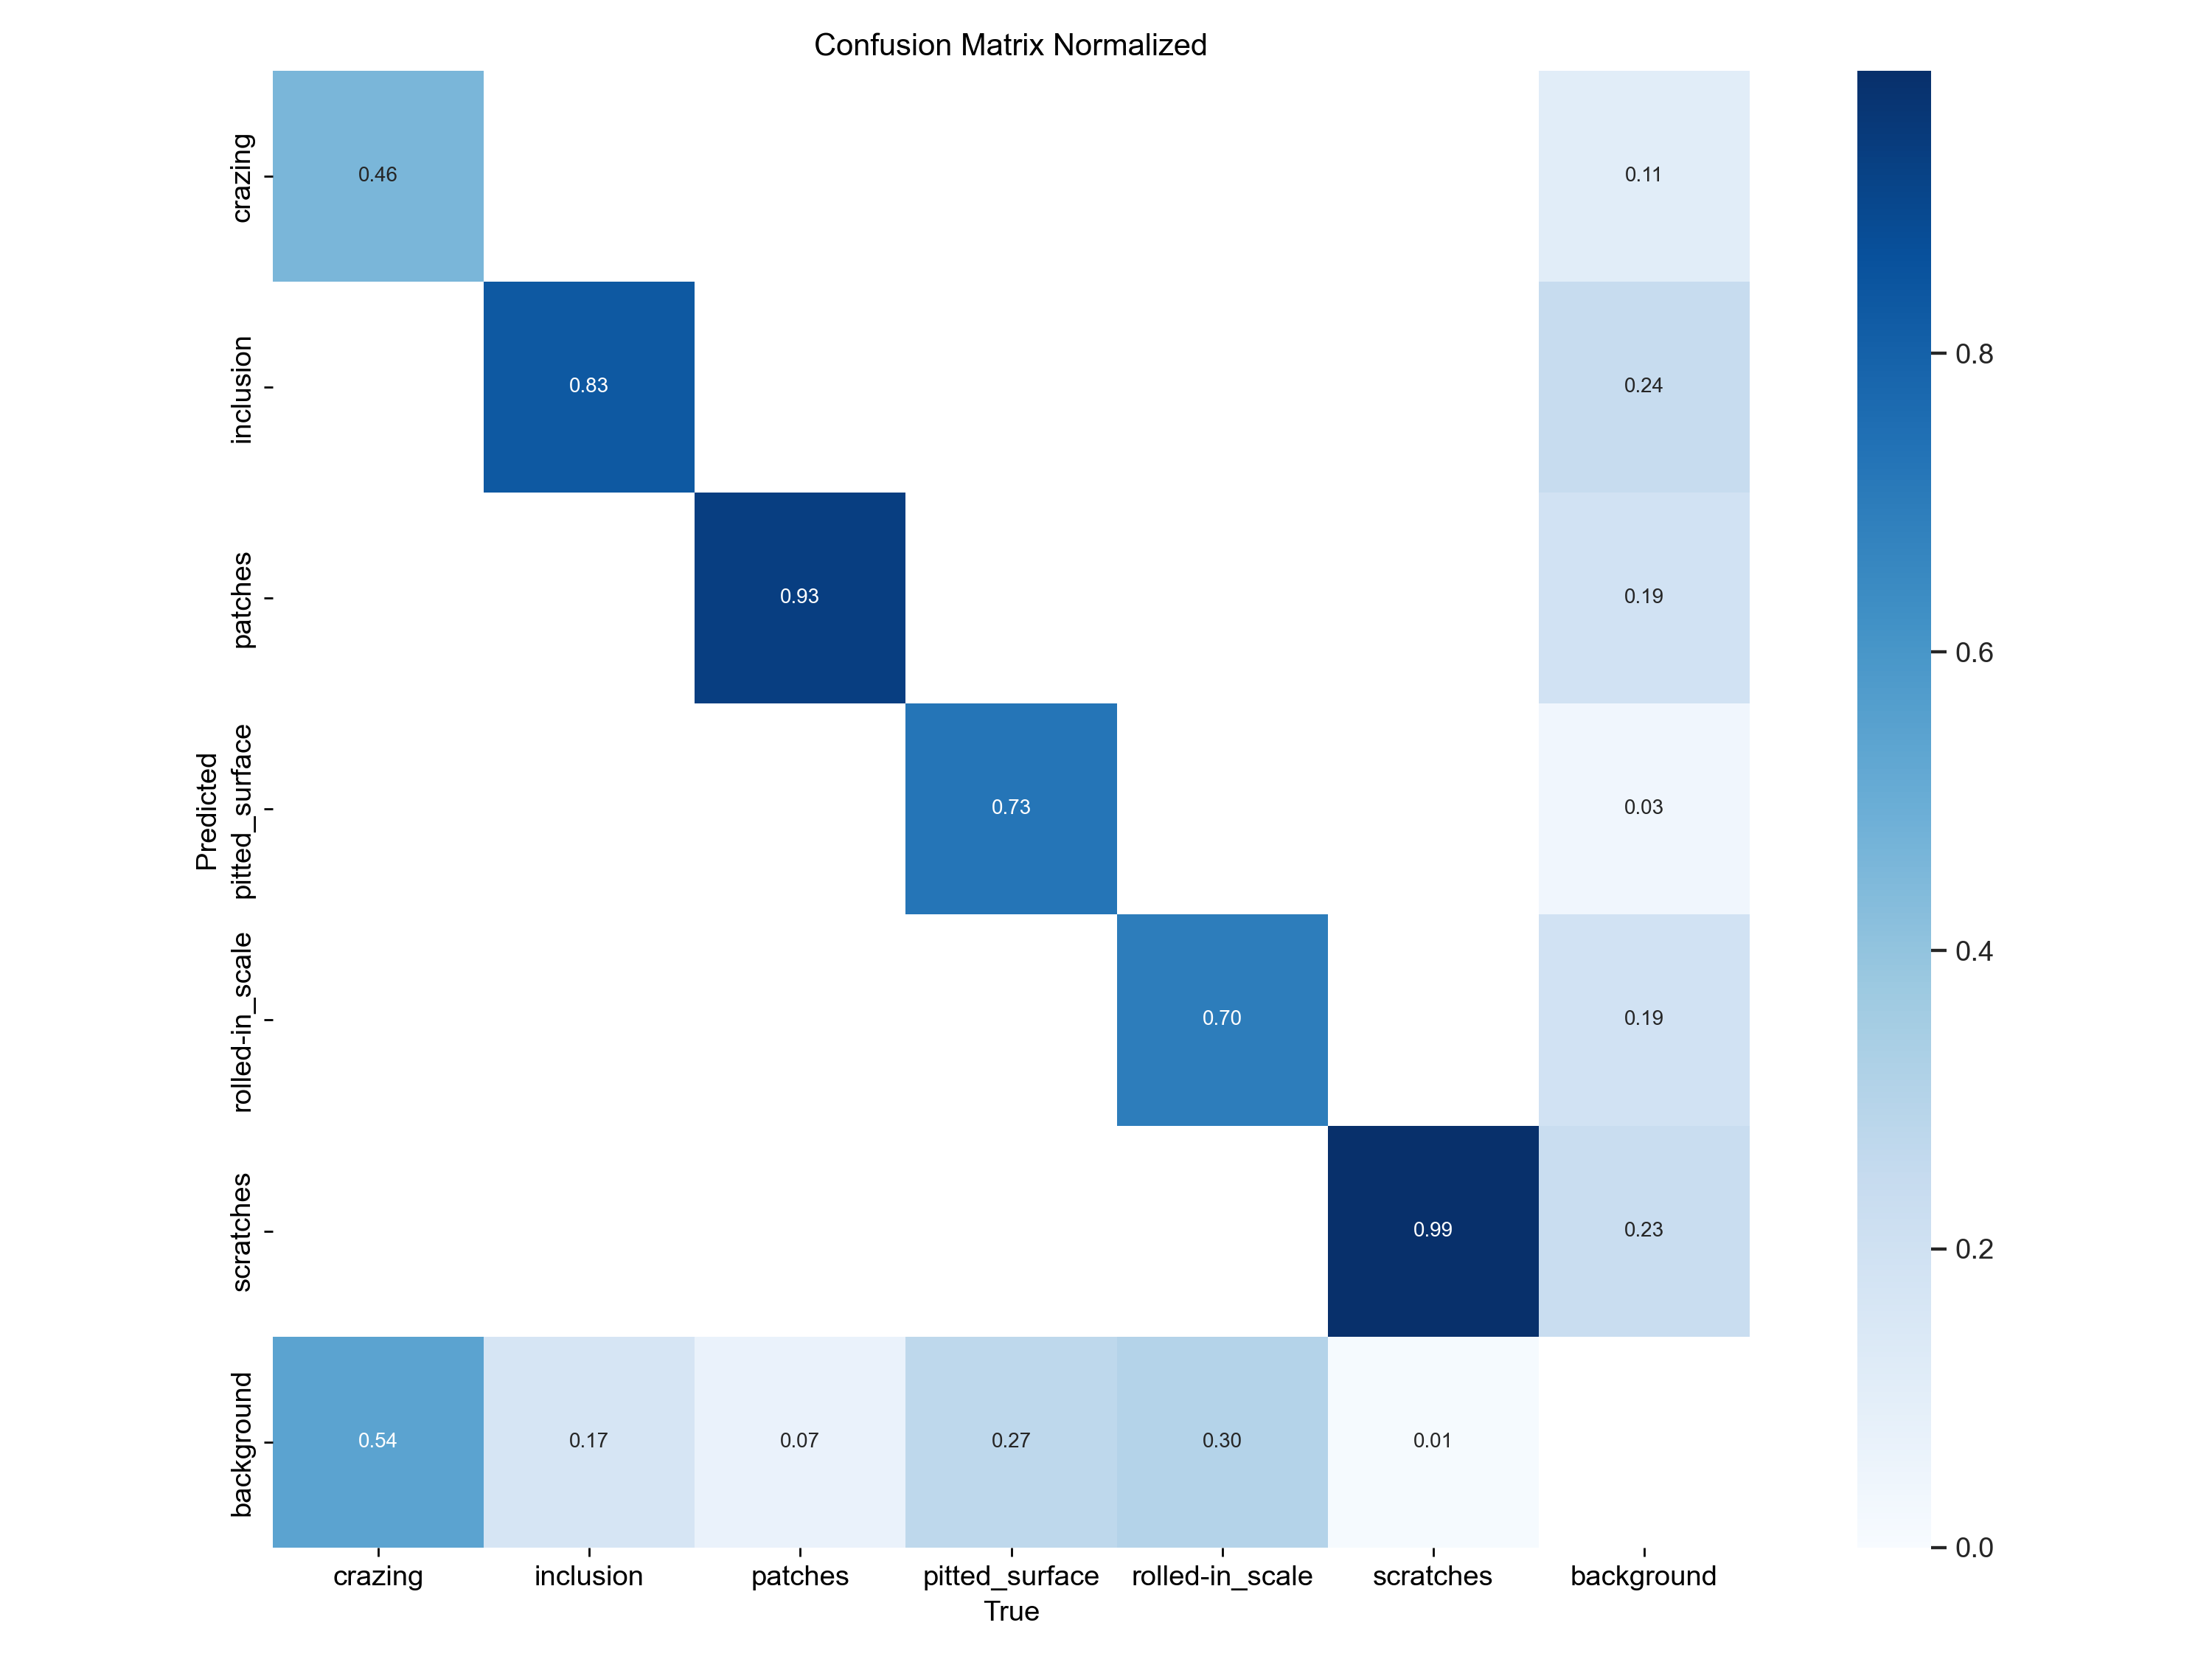 Confusion Matrix Normalized
crazing
0.46
0.11
inclusion
0.83
0.24
0.8
patches
0.93
0.19
0.6
Predicted
pitted_surface
0.73
0.03
rolled-in_scale
0.70
0.19
0.4
scratches
0.99
0.23
0.2
background
0.54
0.17
0.07
0.27
0.30
0.01
0.0
crazing
inclusion
patches
pitted_surface
rolled-in_scale
scratches
background
True